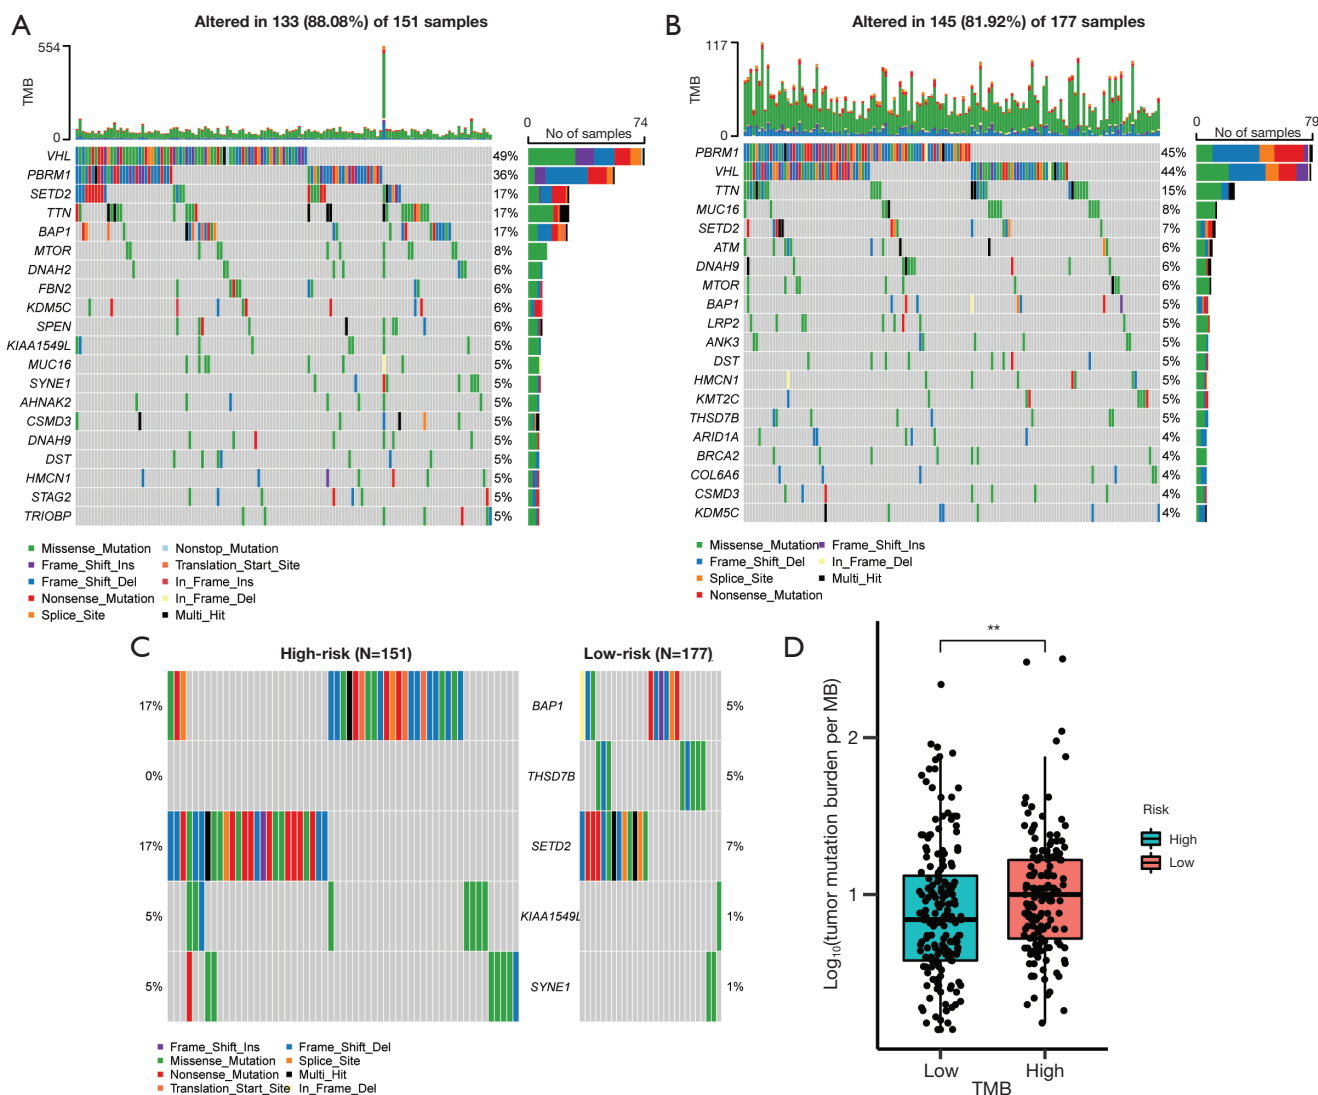 A
Altered in 133 (88.08%) of 151 samples
554
TMB
0
0
74
No of samples
VHL 49%
PBRM1 36%
SETD2 17%
TTN 17%
BAP1 17%
MTOR 8%
DNAH2 6%
FBN2 6%
KDM5C 6%
SPEN 6%
KIAA1549L 5%
MUC16 5%
SYNE1 5%
AHNAK2 5%
CSMD3 5%
DNAH9 5%
DST 5%
HMCN1 5%
STAG2 5%
TRIOBP 5%
Missense_Mutation Nonstop_Mutation
Frame_Shift_Ins Translation_Start_Site
Frame_Shift_Del In_Frame_Ins
Nonsense_Mutation In_Frame_Del
Splice_Site Multi_Hit
B
Altered in 145 (81.92%) of 177 samples
117
TMB
0
0
79
No of samples
PBRM1 45%
VHL 44%
TTN 15%
MUC16 8%
SETD2 7%
ATM 6%
DNAH9 6%
MTOR 6%
BAP1 5%
LRP2 5%
ANK3 5%
DST 5%
HMCN1 5%
KMT2C 5%
THSD7B 5%
ARID1A 4%
BRCA2 4%
COL6A6 4%
CSMD3 4%
KDM5C 4%
Missense_Mutation Frame_Shift_Ins
Frame_Shift_Del In_Frame_Del
Splice_Site Multi_Hit
Nonsense_Mutation
C
High-risk (N=151) Low-risk (N=177)
17% BAP1 5%
0% THSD7B 5%
17% SETD2 7%
5% KIAA1549L 1%
5% SYNE1 1%
Frame_Shift_Ins Frame_Shift_Del
Missense_Mutation Splice_Site
Nonsense_Mutation Multi_Hit
Translation_Start_Site In_Frame_Del
D
**
Log10(tumor mutation burden per MB)
2
1
Low High
TMB
Risk
High
Low